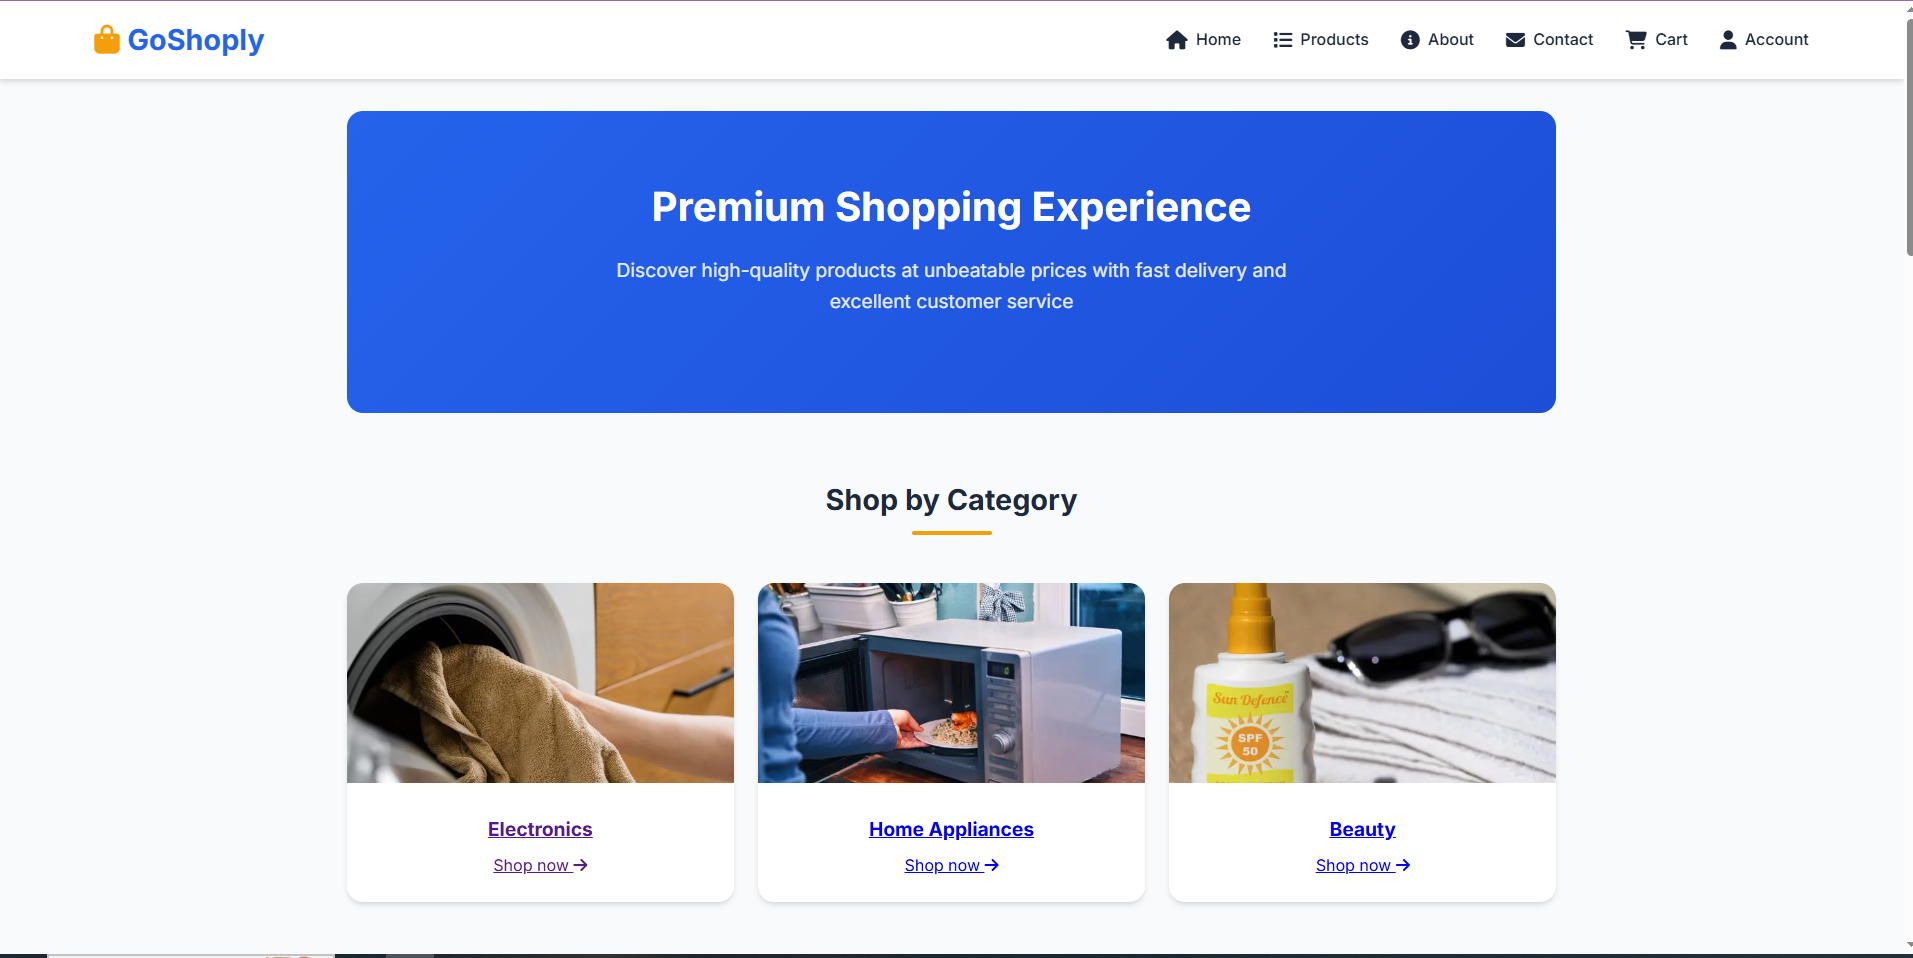 GoShoply
Home
Products
About
Contact
Cart
Account
Premium Shopping Experience
Discover high-quality products at unbeatable prices with fast delivery and
excellent customer service
Shop by Category
Sun Defence
SPF
50
Electronics
Shop now
Home Appliances
Shop now
Beauty
Shop now